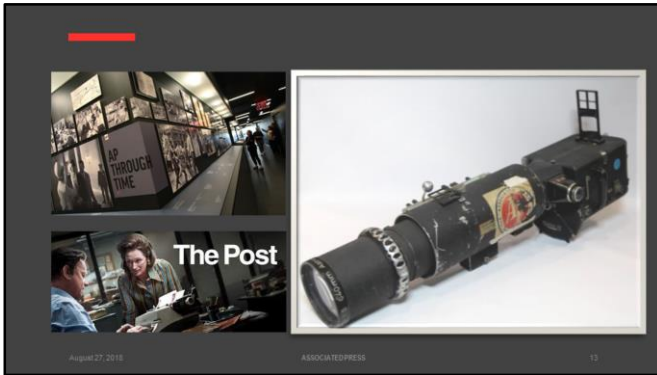 AP
THROUGH
TIME
The Post
August 27, 2018
ASSOCIATED PRESS
13